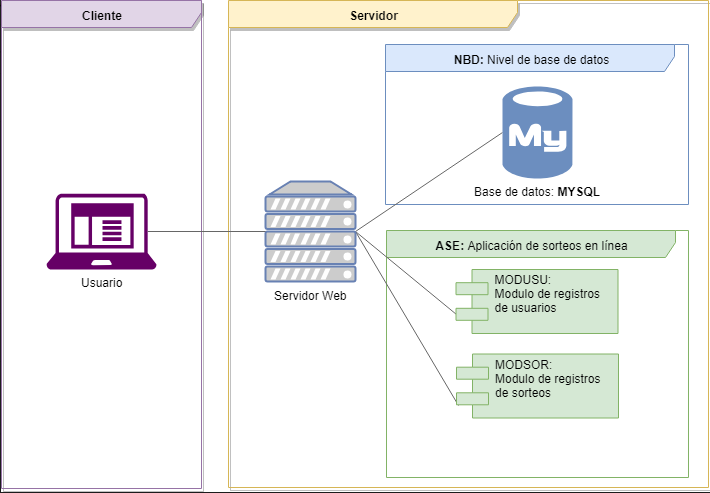 Cliente
Servidor
NBD: Nivel de base de datos
My
Base de datos: MYSQL
Usuario
Servidor Web
ASE: Aplicación de sorteos en línea
MODUSU:
Modulo de registros
de usuarios
MODSOR:
Modulo de registros
de sorteos